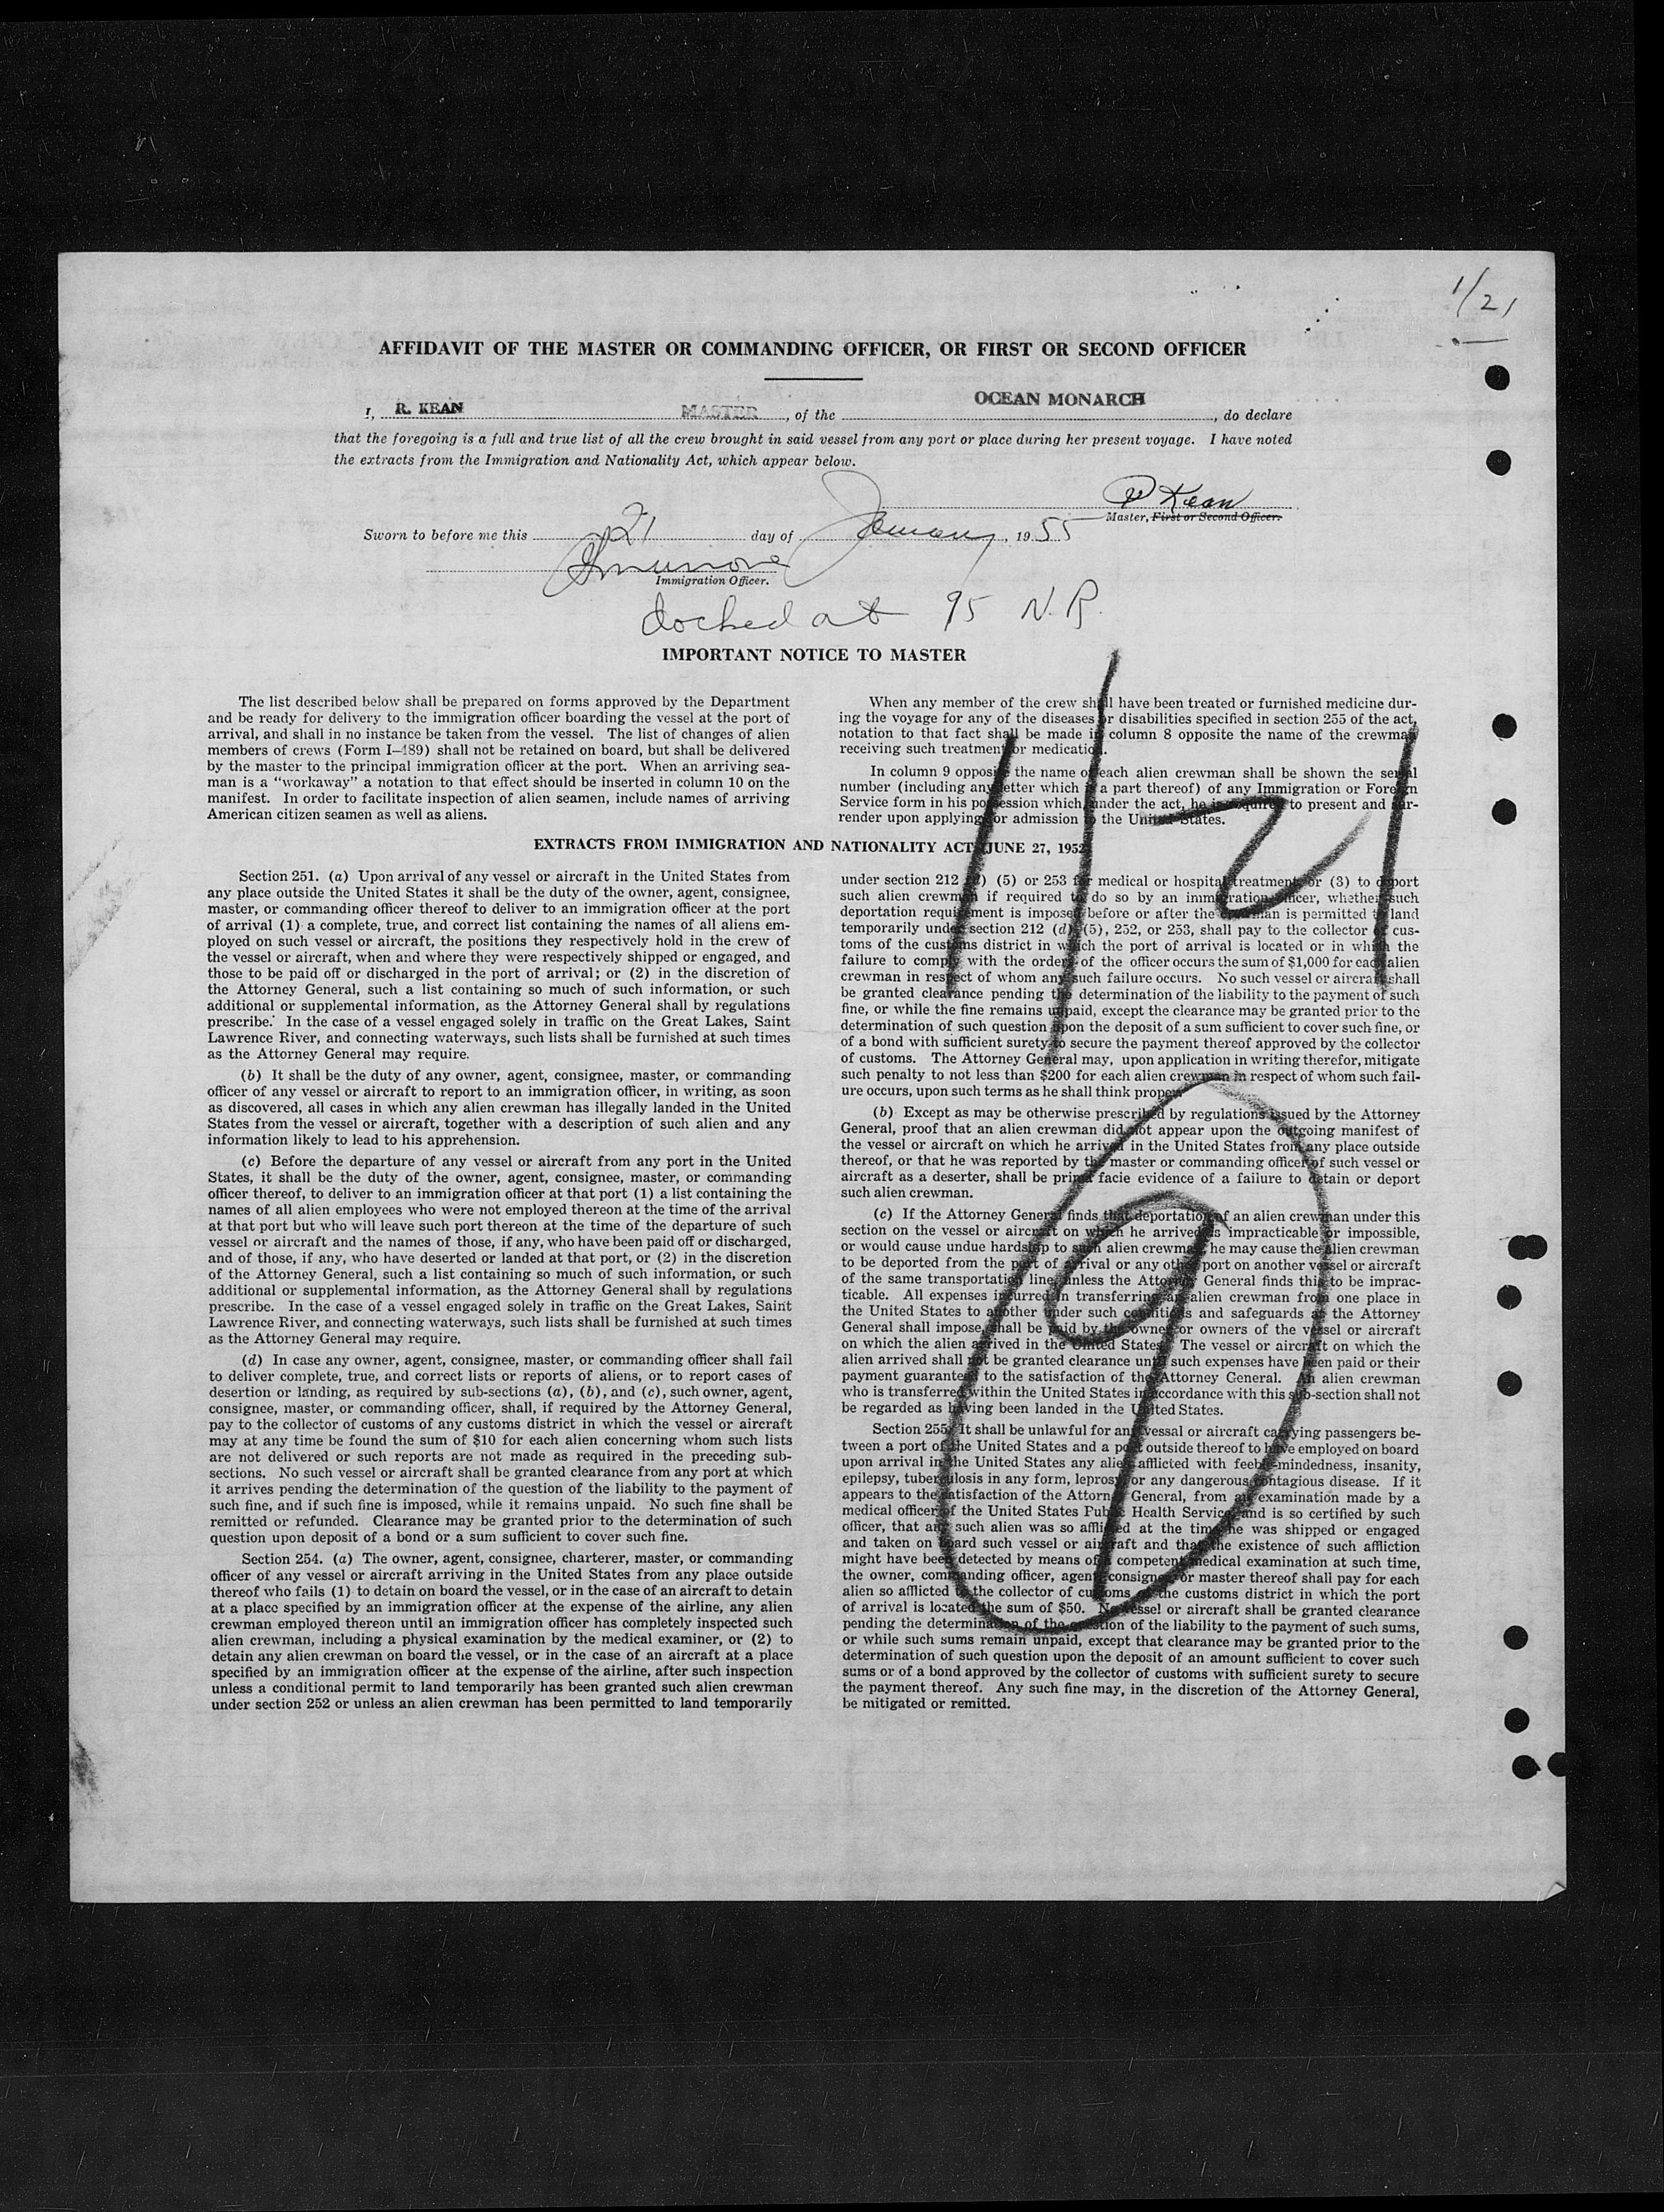 1/21
AFFIDAVIT OF THE MASTER OR COMMANDING OFFICER, OR FIRST OR SECOND OFFICER
I, R. KEAN MASTER, of the OCEAN MONARCH, do declare
that the foregoing is a full and true list of all the crew brought in said vessel from any port or place during her present voyage. I have noted
the extracts from the Immigration and Nationality Act, which appear below.
R Kean
Master, First or Second Officer.
Sworn to before me this 21 day of January, 1955
Immigration Officer.
docked at 95 N.R.
IMPORTANT NOTICE TO MASTER
The list described below shall be prepared on forms approved by the Department
and be ready for delivery to the immigration officer boarding the vessel at the port of
arrival, and shall in no instance be taken from the vessel. The list of changes of alien
members of crews (Form I-489) shall not be retained on board, but shall be delivered
by the master to the principal immigration officer at the port. When an arriving sea-
man is a "workaway" a notation to that effect should be inserted in column 10 on the
manifest. In order to facilitate inspection of alien seamen, include names of arriving
American citizen seamen as well as aliens.
When any member of the crew shall have been treated or furnished medicine dur-
ing the voyage for any of the diseases or disabilities specified in section 255 of the act,
notation to that fact shall be made in column 8 opposite the name of the crewman
receiving such treatment or medication.
In column 9 opposite the name of each alien crewman shall be shown the serial
number (including any letter which is a part thereof) of any Immigration or Foreign
Service form in his possession which, under the act, he is required to present and sur-
render upon applying for admission to the United States.
EXTRACTS FROM IMMIGRATION AND NATIONALITY ACT, JUNE 27, 1952
Section 251. (a) Upon arrival of any vessel or aircraft in the United States from
any place outside the United States it shall be the duty of the owner, agent, consignee,
master, or commanding officer thereof to deliver to an immigration officer at the port
of arrival (1) a complete, true, and correct list containing the names of all aliens em-
ployed on such vessel or aircraft, the positions they respectively hold in the crew of
the vessel or aircraft, when and where they were respectively shipped or engaged, and
those to be paid off or discharged in the port of arrival; or (2) in the discretion of
the Attorney General, such a list containing so much of such information, or such
additional or supplemental information, as the Attorney General shall by regulations
prescribe. In the case of a vessel engaged solely in traffic on the Great Lakes, Saint
Lawrence River, and connecting waterways, such lists shall be furnished at such times
as the Attorney General may require.
(b) It shall be the duty of any owner, agent, consignee, master, or commanding
officer of any vessel or aircraft to report to an immigration officer, in writing, as soon
as discovered, all cases in which any alien crewman has illegally landed in the United
States from the vessel or aircraft, together with a description of such alien and any
information likely to lead to his apprehension.
(c) Before the departure of any vessel or aircraft from any port in the United
States, it shall be the duty of the owner, agent, consignee, master, or commanding
officer thereof, to deliver to an immigration officer at that port (1) a list containing the
names of all alien employees who were not employed thereon at the time of the arrival
at that port but who will leave such port thereon at the time of the departure of such
vessel or aircraft and the names of those, if any, who have been paid off or discharged,
and of those, if any, who have deserted or landed at that port, or (2) in the discretion
of the Attorney General, such a list containing so much of such information, or such
additional or supplemental information, as the Attorney General shall by regulations
prescribe. In the case of a vessel engaged solely in traffic on the Great Lakes, Saint
Lawrence River, and connecting waterways, such lists shall be furnished at such times
as the Attorney General may require.
(d) In case any owner, agent, consignee, master, or commanding officer shall fail
to deliver complete, true, and correct lists or reports of aliens, or to report cases of
desertion or landing, as required by sub-sections (a), (b), and (c), such owner, agent,
consignee, master, or commanding officer, shall, if required by the Attorney General,
pay to the collector of customs of any customs district in which the vessel or aircraft
may at any time be found the sum of $10 for each alien concerning whom such lists
are not delivered or such reports are not made as required in the preceding sub-
sections. No such vessel or aircraft shall be granted clearance from any port at which
it arrives pending the determination of the question of the liability to the payment of
such fine, and if such fine is imposed, while it remains unpaid. No such fine shall be
remitted or refunded. Clearance may be granted prior to the determination of such
question upon deposit of a bond or a sum sufficient to cover such fine.
Section 254. (a) The owner, agent, consignee, charterer, master, or commanding
officer of any vessel or aircraft arriving in the United States from any place outside
thereof who fails (1) to detain on board the vessel, or in the case of an aircraft to detain
at a place specified by an immigration officer at the expense of the airline, any alien
crewman employed thereon until an immigration officer has completely inspected such
alien crewman, including a physical examination by the medical examiner, or (2) to
detain any alien crewman on board the vessel, or in the case of an aircraft at a place
specified by an immigration officer at the expense of the airline, after such inspection
unless a conditional permit to land temporarily has been granted such alien crewman
under section 252 or unless an alien crewman has been permitted to land temporarily
under section 212 (d) (5) or 253 for medical or hospital treatment, or (3) to deport
such alien crewman if required to do so by an immigration officer, whether such
deportation requirement is imposed before or after the crewman is permitted to land
temporarily under section 212 (d) (5), 252, or 253, shall pay to the collector of cus-
toms of the customs district in which the port of arrival is located or in which the
failure to comply with the orders of the officer occurs the sum of $1,000 for each alien
crewman in respect of whom any such failure occurs. No such vessel or aircraft shall
be granted clearance pending the determination of the liability to the payment of such
fine, or while the fine remains unpaid, except the clearance may be granted prior to the
determination of such question upon the deposit of a sum sufficient to cover such fine, or
of a bond with sufficient surety to secure the payment thereof approved by the collector
of customs. The Attorney General may, upon application in writing therefor, mitigate
such penalty to not less than $200 for each alien crewman in respect of whom such fail-
ure occurs, upon such terms as he shall think proper.
(b) Except as may be otherwise prescribed by regulations issued by the Attorney
General, proof that an alien crewman did not appear upon the outgoing manifest of
the vessel or aircraft on which he arrived in the United States from any place outside
thereof, or that he was reported by the master or commanding officer of such vessel or
aircraft as a deserter, shall be prima facie evidence of a failure to detain or deport
such alien crewman.
(c) If the Attorney General finds that deportation of an alien crewman under this
section on the vessel or aircraft on which he arrived is impracticable or impossible,
or would cause undue hardship to such alien crewman, he may cause the alien crewman
to be deported from the port of arrival or any other port on another vessel or aircraft
of the same transportation line, unless the Attorney General finds this to be imprac-
ticable. All expenses incurred in transferring an alien crewman from one place in
the United States to another under such conditions and safeguards as the Attorney
General shall impose, shall be paid by the owner or owners of the vessel or aircraft
on which the alien arrived in the United States. The vessel or aircraft on which the
alien arrived shall not be granted clearance until such expenses have been paid or their
payment guaranteed to the satisfaction of the Attorney General. An alien crewman
who is transferred within the United States in accordance with this sub-section shall not
be regarded as having been landed in the United States.
Section 255. It shall be unlawful for any vessal or aircraft carrying passengers be-
tween a port of the United States and a port outside thereof to have employed on board
upon arrival in the United States any alien afflicted with feeble-mindedness, insanity,
epilepsy, tuberculosis in any form, leprosy or any dangerous contagious disease. If it
appears to the satisfaction of the Attorney General, from an examination made by a
medical officer of the United States Public Health Service, and is so certified by such
officer, that any such alien was so afflicted at the time he was shipped or engaged
and taken on board such vessel or aircraft and that the existence of such affliction
might have been detected by means of a competent medical examination at such time,
the owner, commanding officer, agent, consignee, or master thereof shall pay for each
alien so afflicted to the collector of customs of the customs district in which the port
of arrival is located the sum of $50. No vessel or aircraft shall be granted clearance
pending the determination of the question of the liability to the payment of such sums,
or while such sums remain unpaid, except that clearance may be granted prior to the
determination of such question upon the deposit of an amount sufficient to cover such
sums or of a bond approved by the collector of customs with sufficient surety to secure
the payment thereof. Any such fine may, in the discretion of the Attorney General,
be mitigated or remitted.
1/21
9